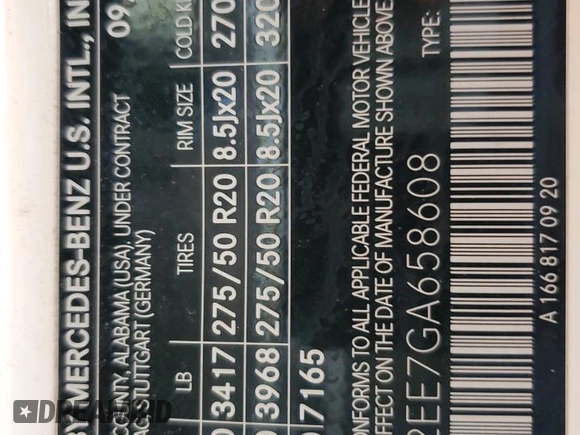 BY MERCEDES-BENZ U.S. INTL., IN
COUNTY, ALABAMA (USA), UNDER CONTRACT 09
AG, STUTTGART (GERMANY)
LB TIRES RIM SIZE COLD
3417 275/50 R20 8.5Jx20 270
3968 275/50 R20 8.5Jx20 320
7165
CONFORMS TO ALL APPLICABLE FEDERAL MOTOR VEHICLE
EFFECT ON THE DATE OF MANUFACTURE SHOWN ABOVE.
EE7GA658608 TYPE:
A 166 817 09 20
DIRECTREMARKETED